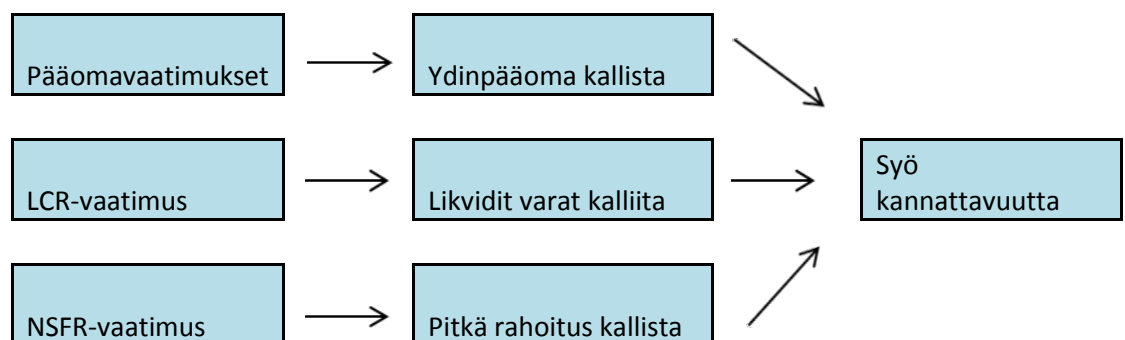 Pääomavaatimukset
Ydinpääoma kallista
LCR-vaatimus
Likvidit varat kalliita
Syö
kannattavuutta
NSFR-vaatimus
Pitkä rahoitus kallista